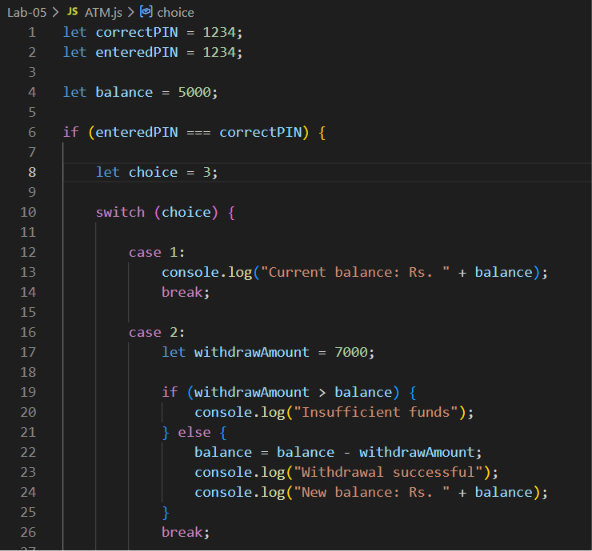 Lab-05 > JS ATM.js > choice
1 let correctPIN = 1234;
2 let enteredPIN = 1234;
3
4 let balance = 5000;
5
6 if (enteredPIN === correctPIN) {
7
8     let choice = 3;
9
10     switch (choice) {
11
12         case 1:
13             console.log("Current balance: Rs. " + balance);
14             break;
15
16         case 2:
17             let withdrawAmount = 7000;
18
19             if (withdrawAmount > balance) {
20                 console.log("Insufficient funds");
21             } else {
22                 balance = balance - withdrawAmount;
23                 console.log("Withdrawal successful");
24                 console.log("New balance: Rs. " + balance);
25             }
26             break;